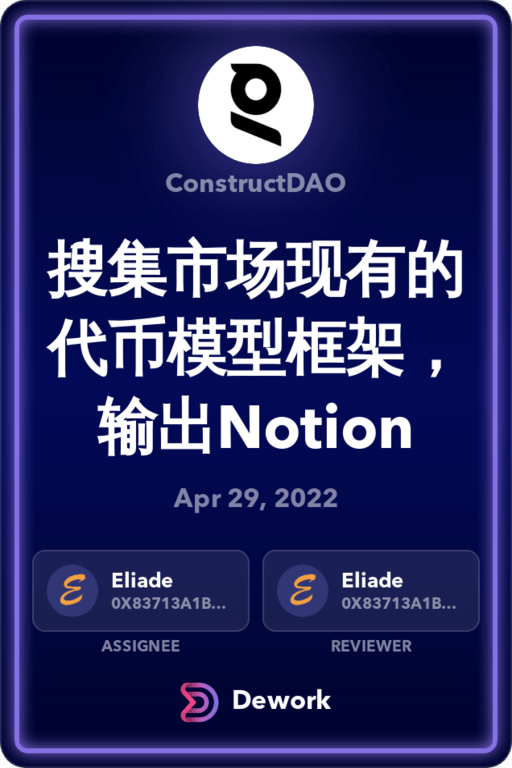 ConstructDAO
搜集市场现有的
代币模型框架，
输出Notion
Apr 29, 2022
Eliade
0X83713A1B...
ASSIGNEE
Eliade
0X83713A1B...
REVIEWER
Dework